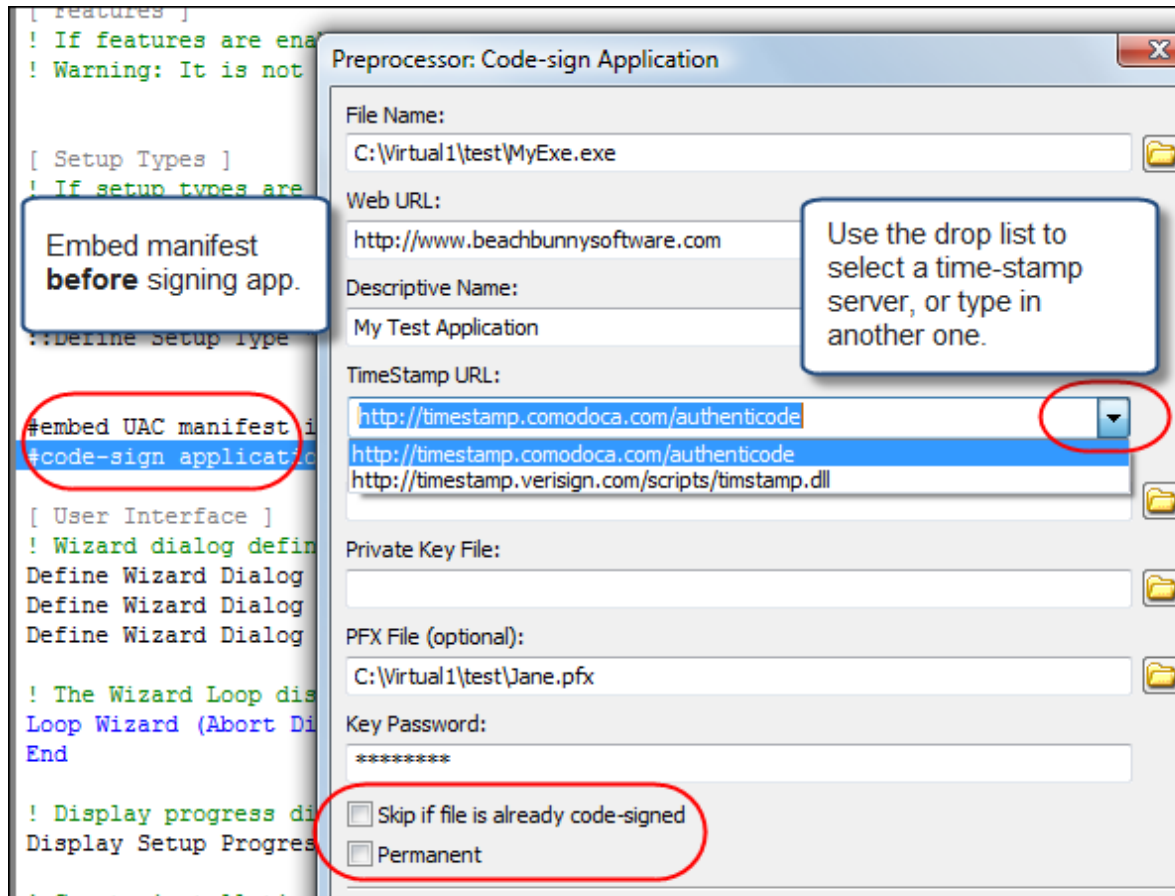 [ Features ]
! If features are ena
! Warning: It is not
[ Setup Types ]
! If setup types are
Embed manifest
before signing app.
::Define Setup Type
#embed UAC manifest i
#code-sign applicatio
[ User Interface ]
! Wizard dialog defin
Define Wizard Dialog
Define Wizard Dialog
Define Wizard Dialog
! The Wizard Loop dis
Loop Wizard (Abort Di
End
! Display progress di
Display Setup Progres
Preprocessor: Code-sign Application
File Name:
C:\Virtual1\test\MyExe.exe
Web URL:
http://www.beachbunnysoftware.com
Use the drop list to
select a time-stamp
server, or type in
another one.
Descriptive Name:
My Test Application
TimeStamp URL:
http://timestamp.comodoca.com/authenticode
http://timestamp.comodoca.com/authenticode
http://timestamp.verisign.com/scripts/timstamp.dll
Private Key File:
PFX File (optional):
C:\Virtual1\test\Jane.pfx
Key Password:
********
Skip if file is already code-signed
Permanent